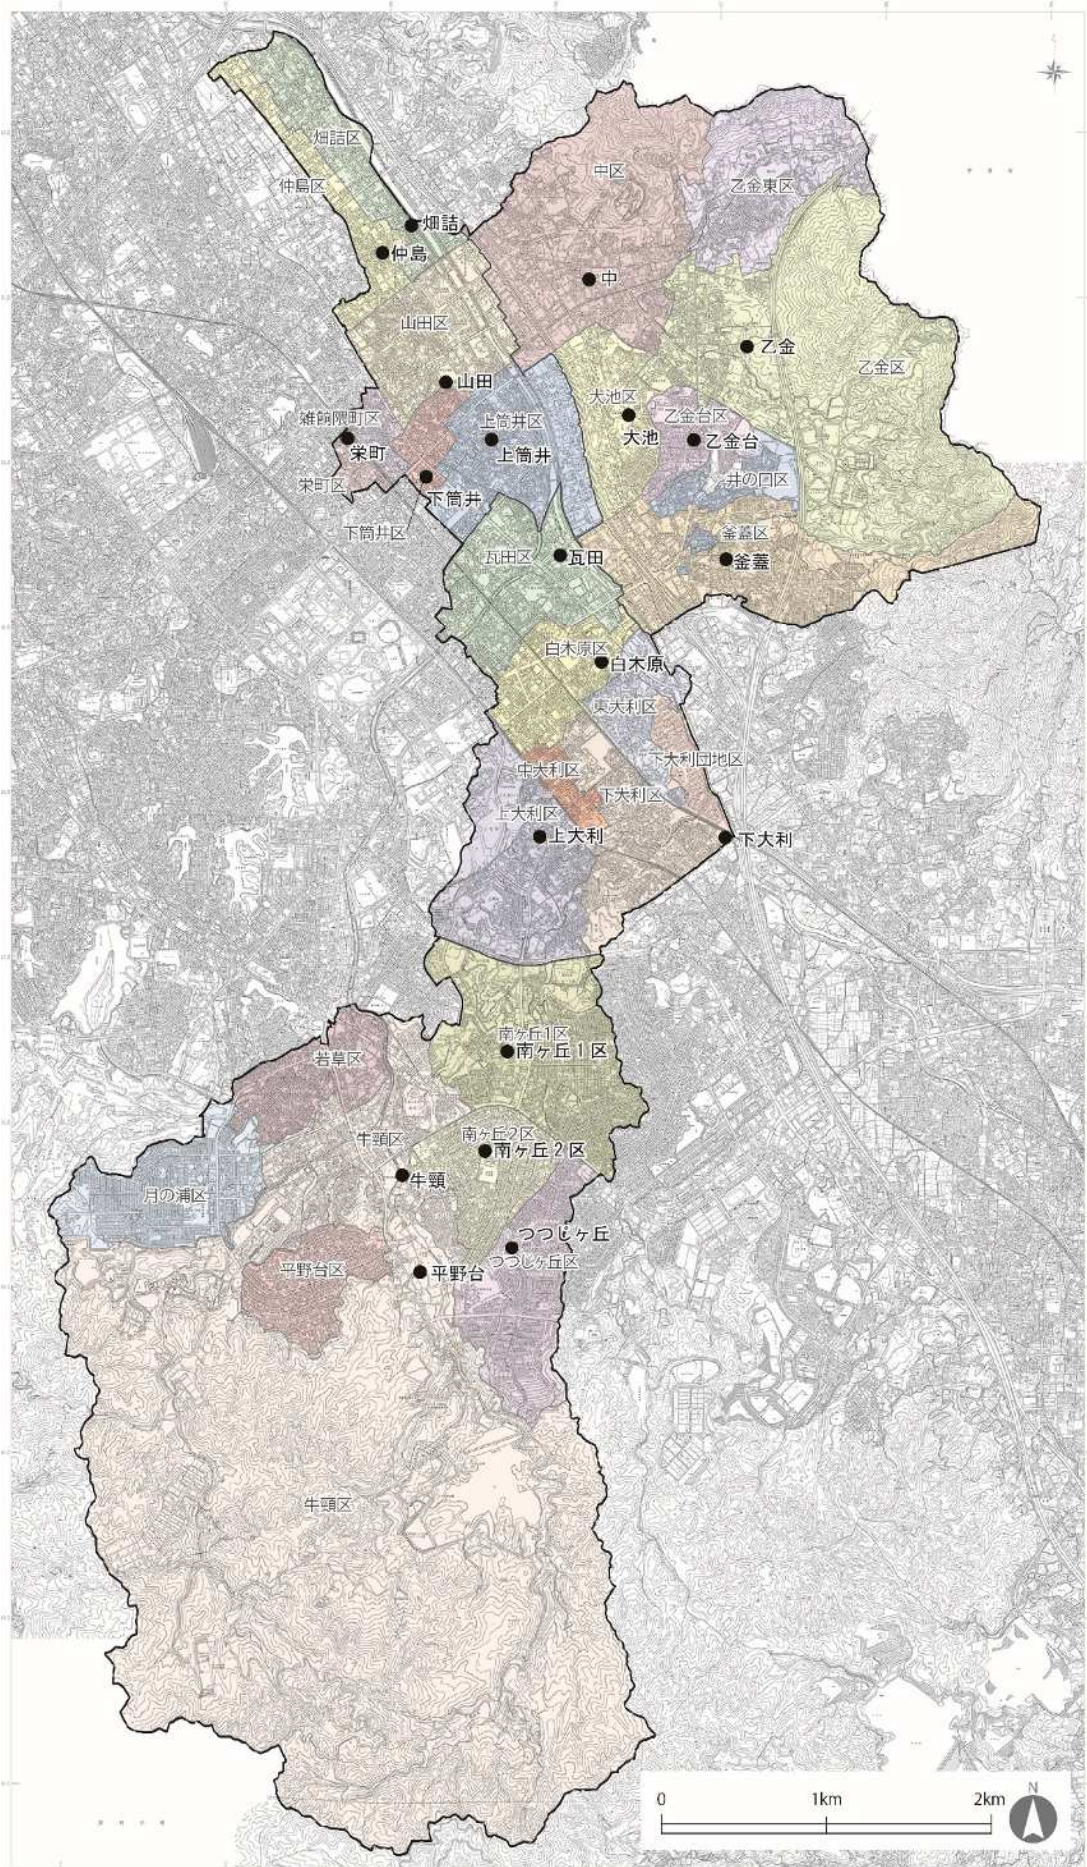 畑詰区
中区
仲島区
乙金東区
畑詰
仲島
中
山田区
乙金
乙金区
山田
大池区
雑餉隈町区
上筒井区
乙金台区
大池
乙金台
栄町
上筒井
栄町区
井の口区
下筒井
下筒井区
釜蓋区
瓦田区
瓦田
釜蓋
白木原区
白木原
東大利区
下大利団地区
中大利区
下大利区
上大利区
上大利
下大利
南ヶ丘1区
南ヶ丘1区
若草区
南ヶ丘2区
牛頸区
南ヶ丘2区
牛頸
月の浦区
つつじヶ丘
つつじヶ丘区
平野台区
平野台
牛頸区
0
1km
2km
N